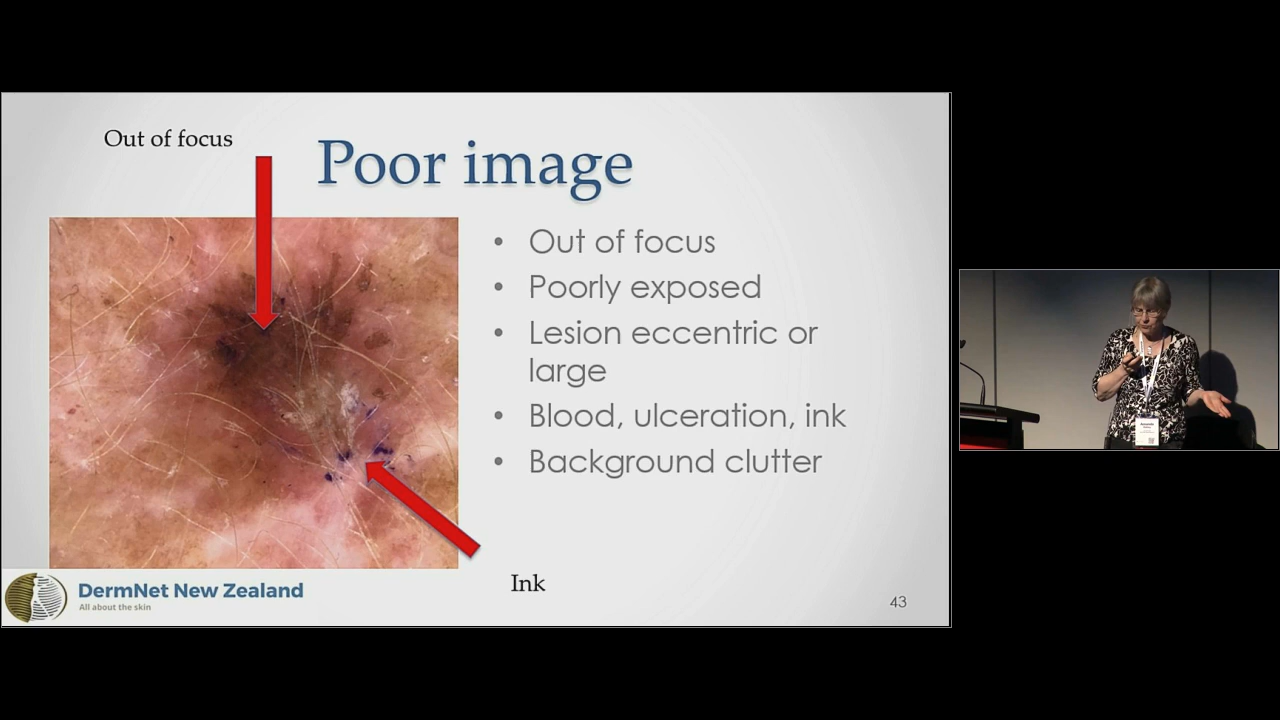 Out of focus
Poor image
• Out of focus
• Poorly exposed
• Lesion eccentric or
large
• Blood, ulceration, ink
• Background clutter
Ink
DermNet New Zealand
All about the skin
43